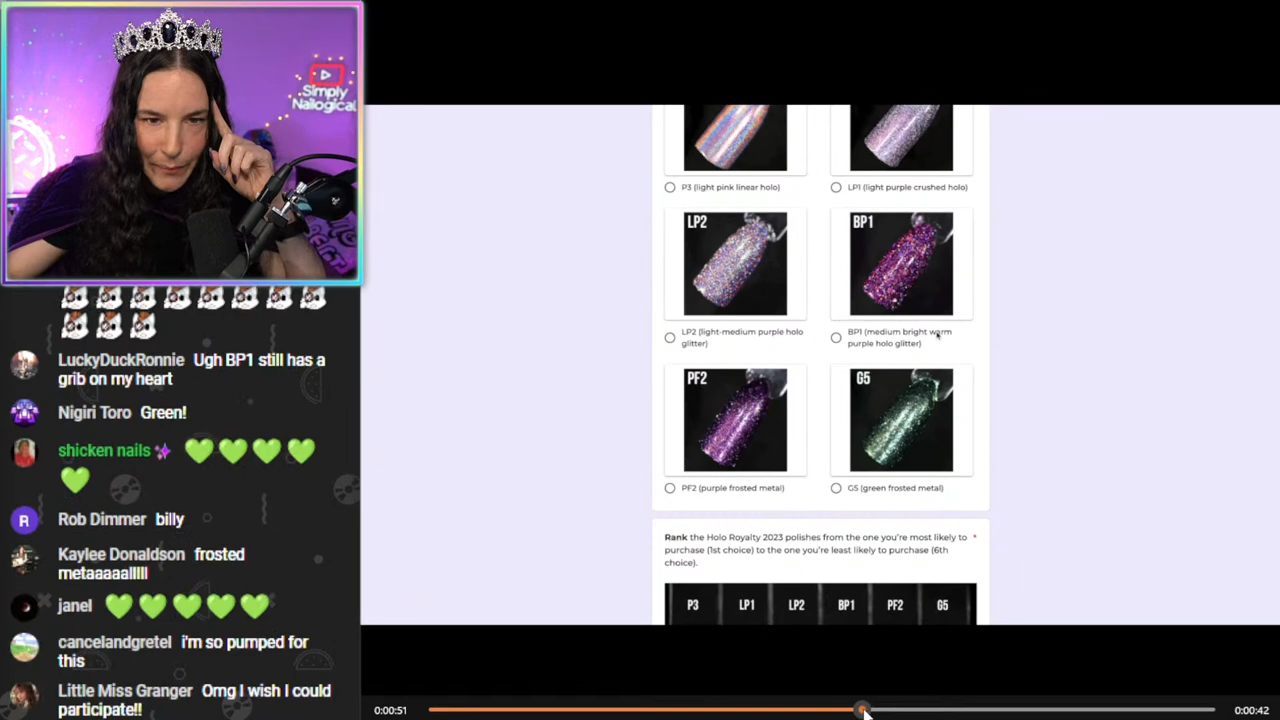 Simply
Nailogical
LuckyDuckRonnie Ugh BP1 still has a
grib on my heart
Nigiri Toro Green!
shicken nails
R Rob Dimmer billy
Kaylee Donaldson frosted
metaaaaalllll
janel
cancelandgretel i'm so pumped for
this
Little Miss Granger Omg I wish I could
participate!!
P3 (light pink linear holo)
LP1 (light purple crushed holo)
LP2
BP1
LP2 (light-medium purple holo
glitter)
BP1 (medium bright warm
purple holo glitter)
PF2
G5
PF2 (purple frosted metal)
G5 (green frosted metal)
Rank the Holo Royalty 2023 polishes from the one you're most likely to *
purchase (1st choice) to the one you're least likely to purchase (6th
choice).
P3 LP1 LP2 BP1 PF2 G5
0:00:51
0:00:42